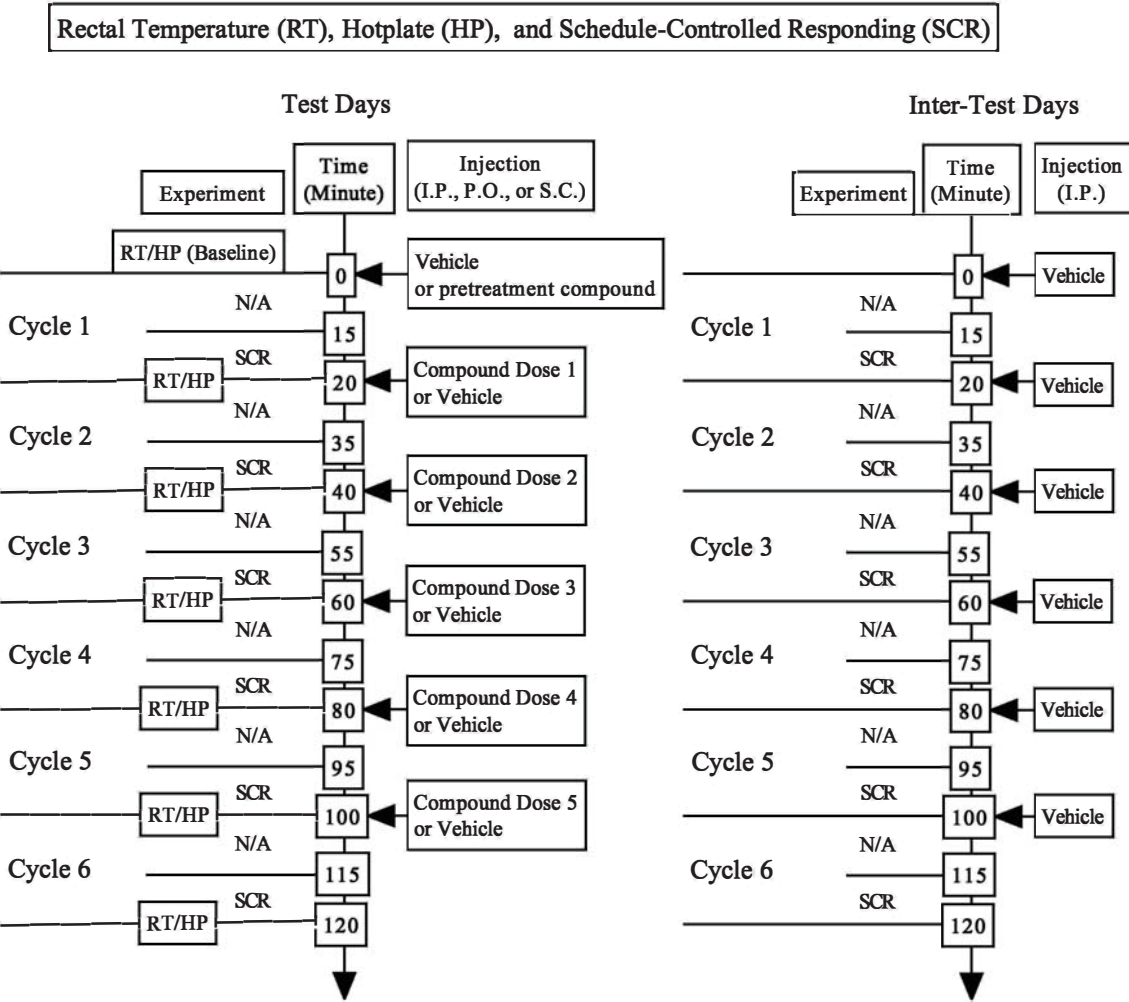 Rectal Temperature (RT), Hotplate (HP), and Schedule-Controlled Responding (SCR)
Test Days
Experiment
Time
(Minute)
Injection
(I.P., P.O., or S.C.)
RT/HP (Baseline)
0
Vehicle
or pretreatment compound
Cycle 1
N/A
15
SCR
RT/HP
20
Compound Dose 1
or Vehicle
Cycle 2
N/A
35
SCR
RT/HP
40
Compound Dose 2
or Vehicle
Cycle 3
N/A
55
SCR
RT/HP
60
Compound Dose 3
or Vehicle
Cycle 4
N/A
75
SCR
RT/HP
80
Compound Dose 4
or Vehicle
Cycle 5
N/A
95
SCR
RT/HP
100
Compound Dose 5
or Vehicle
Cycle 6
N/A
115
SCR
RT/HP
120
Inter-Test Days
Experiment
Time
(Minute)
Injection
(I.P.)
0
Vehicle
Cycle 1
N/A
15
SCR
20
Vehicle
Cycle 2
N/A
35
SCR
40
Vehicle
Cycle 3
N/A
55
SCR
60
Vehicle
Cycle 4
N/A
75
SCR
80
Vehicle
Cycle 5
N/A
95
SCR
100
Vehicle
Cycle 6
N/A
115
SCR
120